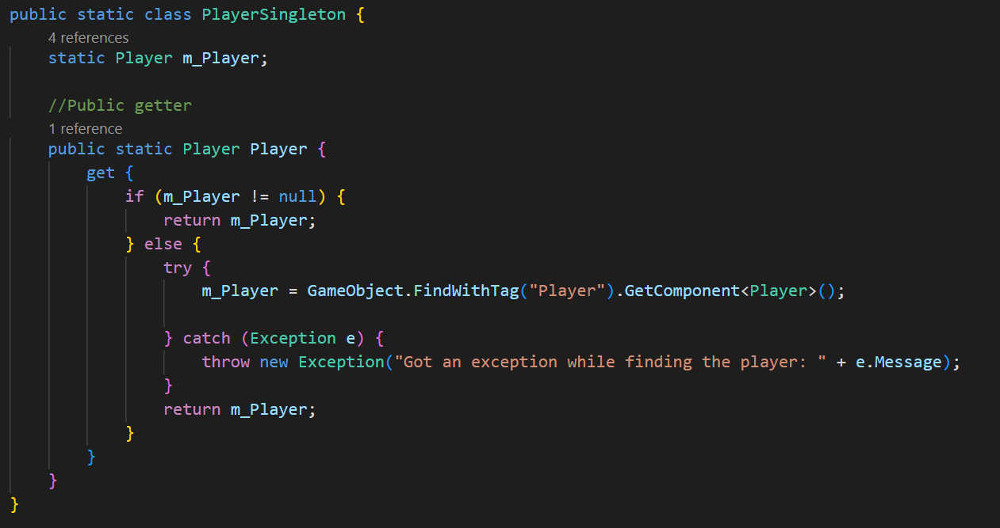 public static class PlayerSingleton {
4 references
static Player m_Player;
//Public getter
1 reference
public static Player Player {
get {
if (m_Player != null) {
return m_Player;
} else {
try {
m_Player = GameObject.FindWithTag("Player").GetComponent<Player>();
} catch (Exception e) {
throw new Exception("Got an exception while finding the player: " + e.Message);
}
return m_Player;
}
}
}
}